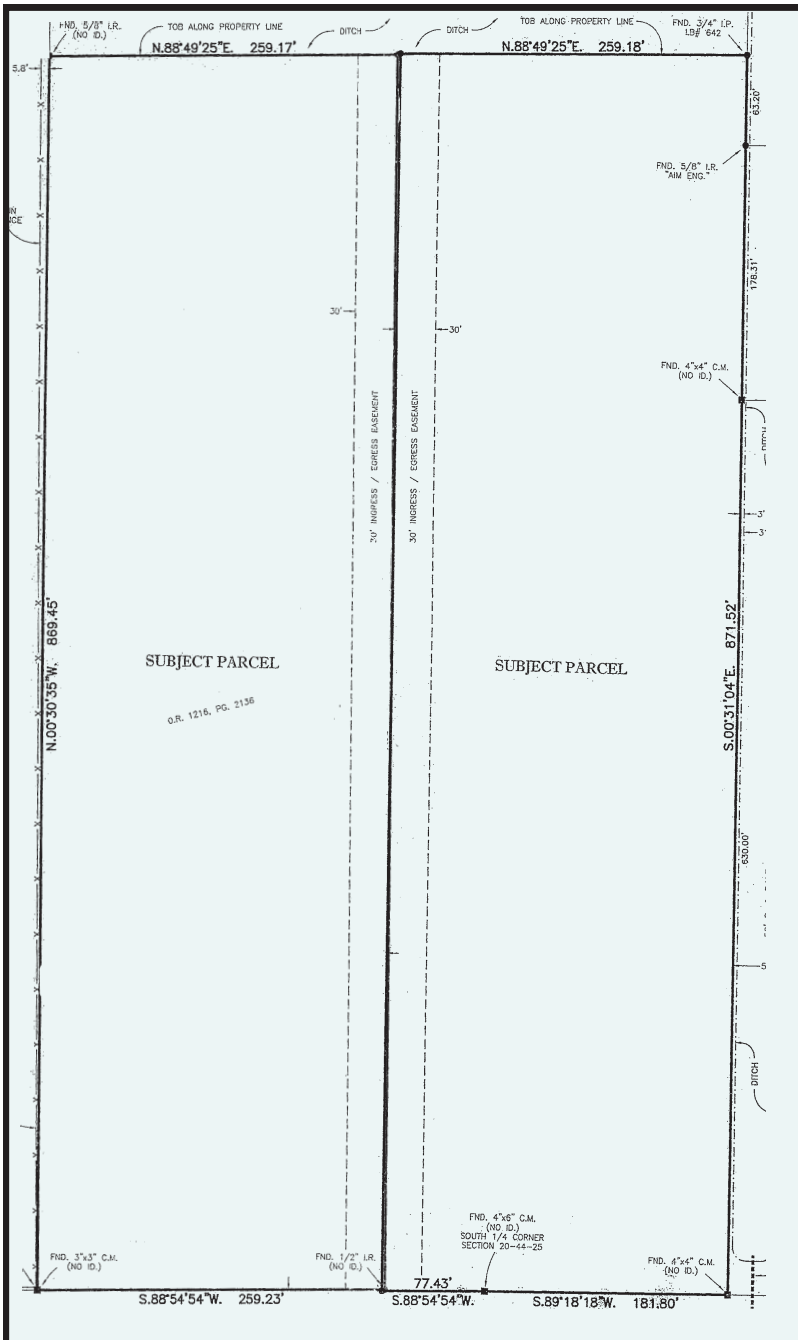 FND. 5/8" I.R.
(NO ID.)
TOB ALONG PROPERTY LINE
DITCH
DITCH
TOB ALONG PROPERTY LINE
FND. 3/4" I.P.
LB# 642
N.88°49'25"E. 259.17'
N.88°49'25"E. 259.18'
5.8'
63.20'
FND. 5/8" I.R.
"AIM ENG."
178.31'
30'
30'
FND. 4"x4" C.M.
(NO ID.)
DITCH
30' INGRESS / EGRESS EASEMENT
30' INGRESS / EGRESS EASEMENT
3'
3'
N.00°30'35"W. 869.45'
S.00°31'04"E. 871.52'
SUBJECT PARCEL
SUBJECT PARCEL
O.R. 1216, PG. 2136
630.00'
5
DITCH
FND. 4"x6" C.M.
(NO ID.)
SOUTH 1/4 CORNER
SECTION 20-44-25
FND. 3"x3" C.M.
(NO ID.)
FND. 1/2" I.R.
(NO ID.)
FND. 4"x4" C.M.
(NO ID.)
77.43'
S.88°54'54"W. 259.23'
S.88°54'54"W.
S.89°18'18"W. 181.80'